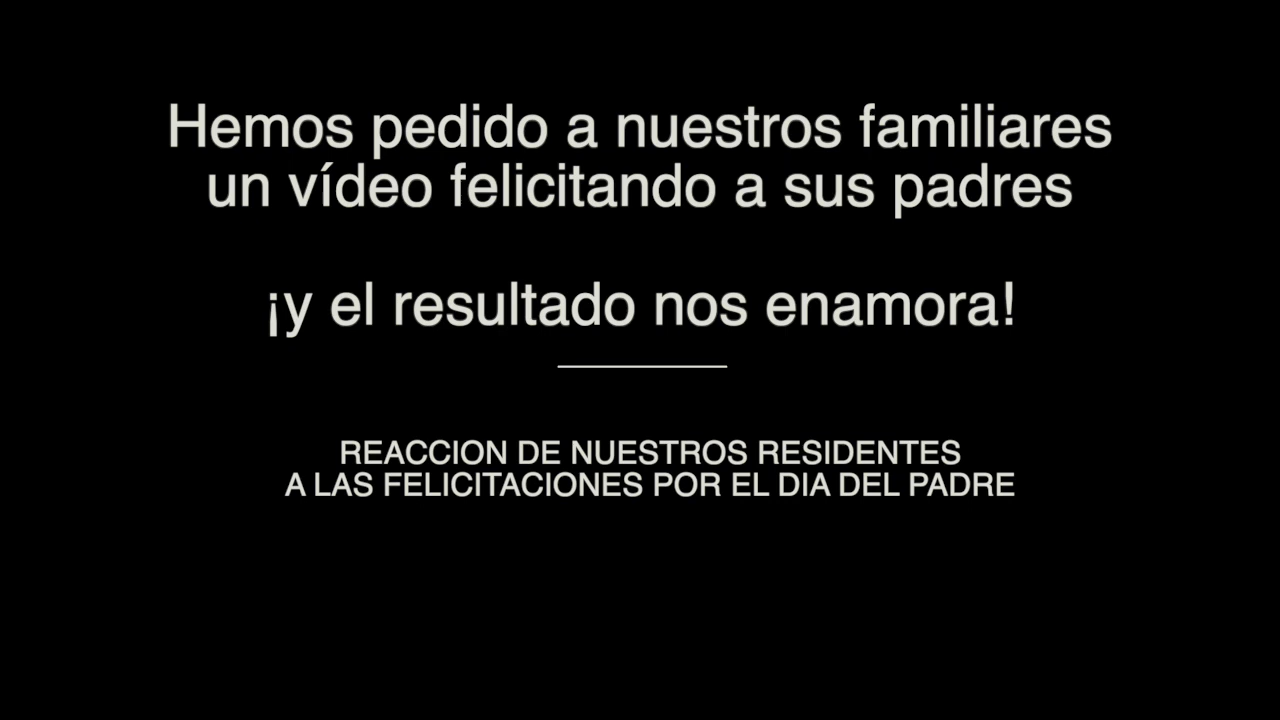 Hemos pedido a nuestros familiares
un vídeo felicitando a sus padres
¡y el resultado nos enamora!
REACCION DE NUESTROS RESIDENTES
A LAS FELICITACIONES POR EL DIA DEL PADRE